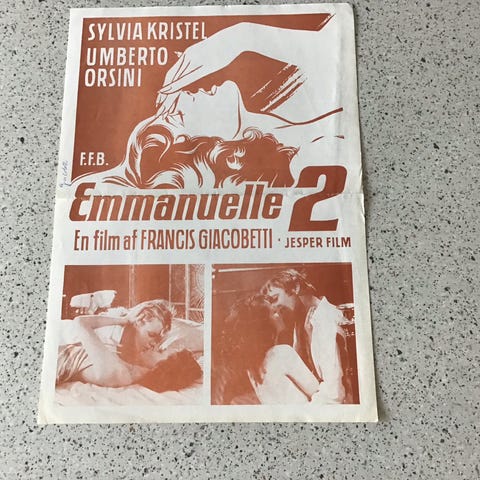 SYLVIA KRISTEL
UMBERTO
ORSINI
F.F.B.
Emmanuelle 2
En film af FRANCIS GIACOBETTI · JESPER FILM